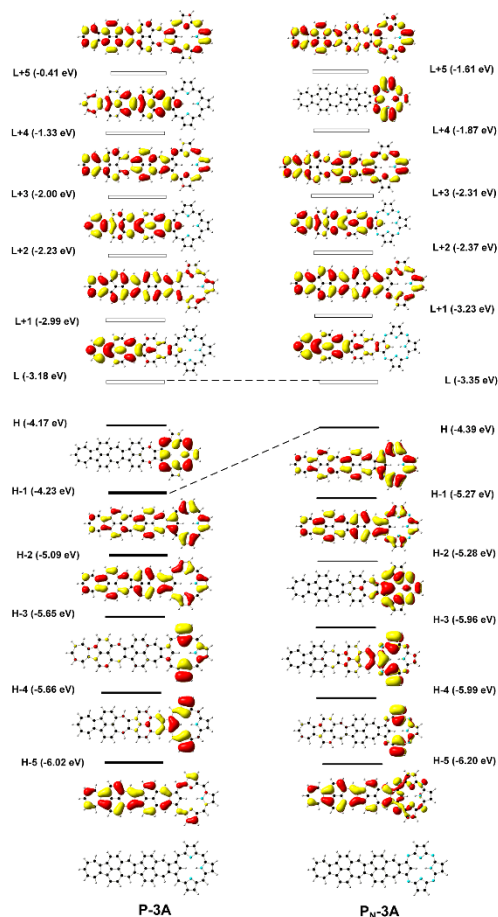 L+5 (-0.41 eV)
L+4 (-1.33 eV)
L+3 (-2.00 eV)
L+2 (-2.23 eV)
L+1 (-2.99 eV)
L (-3.18 eV)
H (-4.17 eV)
H-1 (-4.23 eV)
H-2 (-5.09 eV)
H-3 (-5.65 eV)
H-4 (-5.66 eV)
H-5 (-6.02 eV)
P-3A
L+5 (-1.61 eV)
L+4 (-1.87 eV)
L+3 (-2.31 eV)
L+2 (-2.37 eV)
L+1 (-3.23 eV)
L (-3.35 eV)
H (-4.39 eV)
H-1 (-5.27 eV)
H-2 (-5.28 eV)
H-3 (-5.96 eV)
H-4 (-5.99 eV)
H-5 (-6.20 eV)
PN-3A